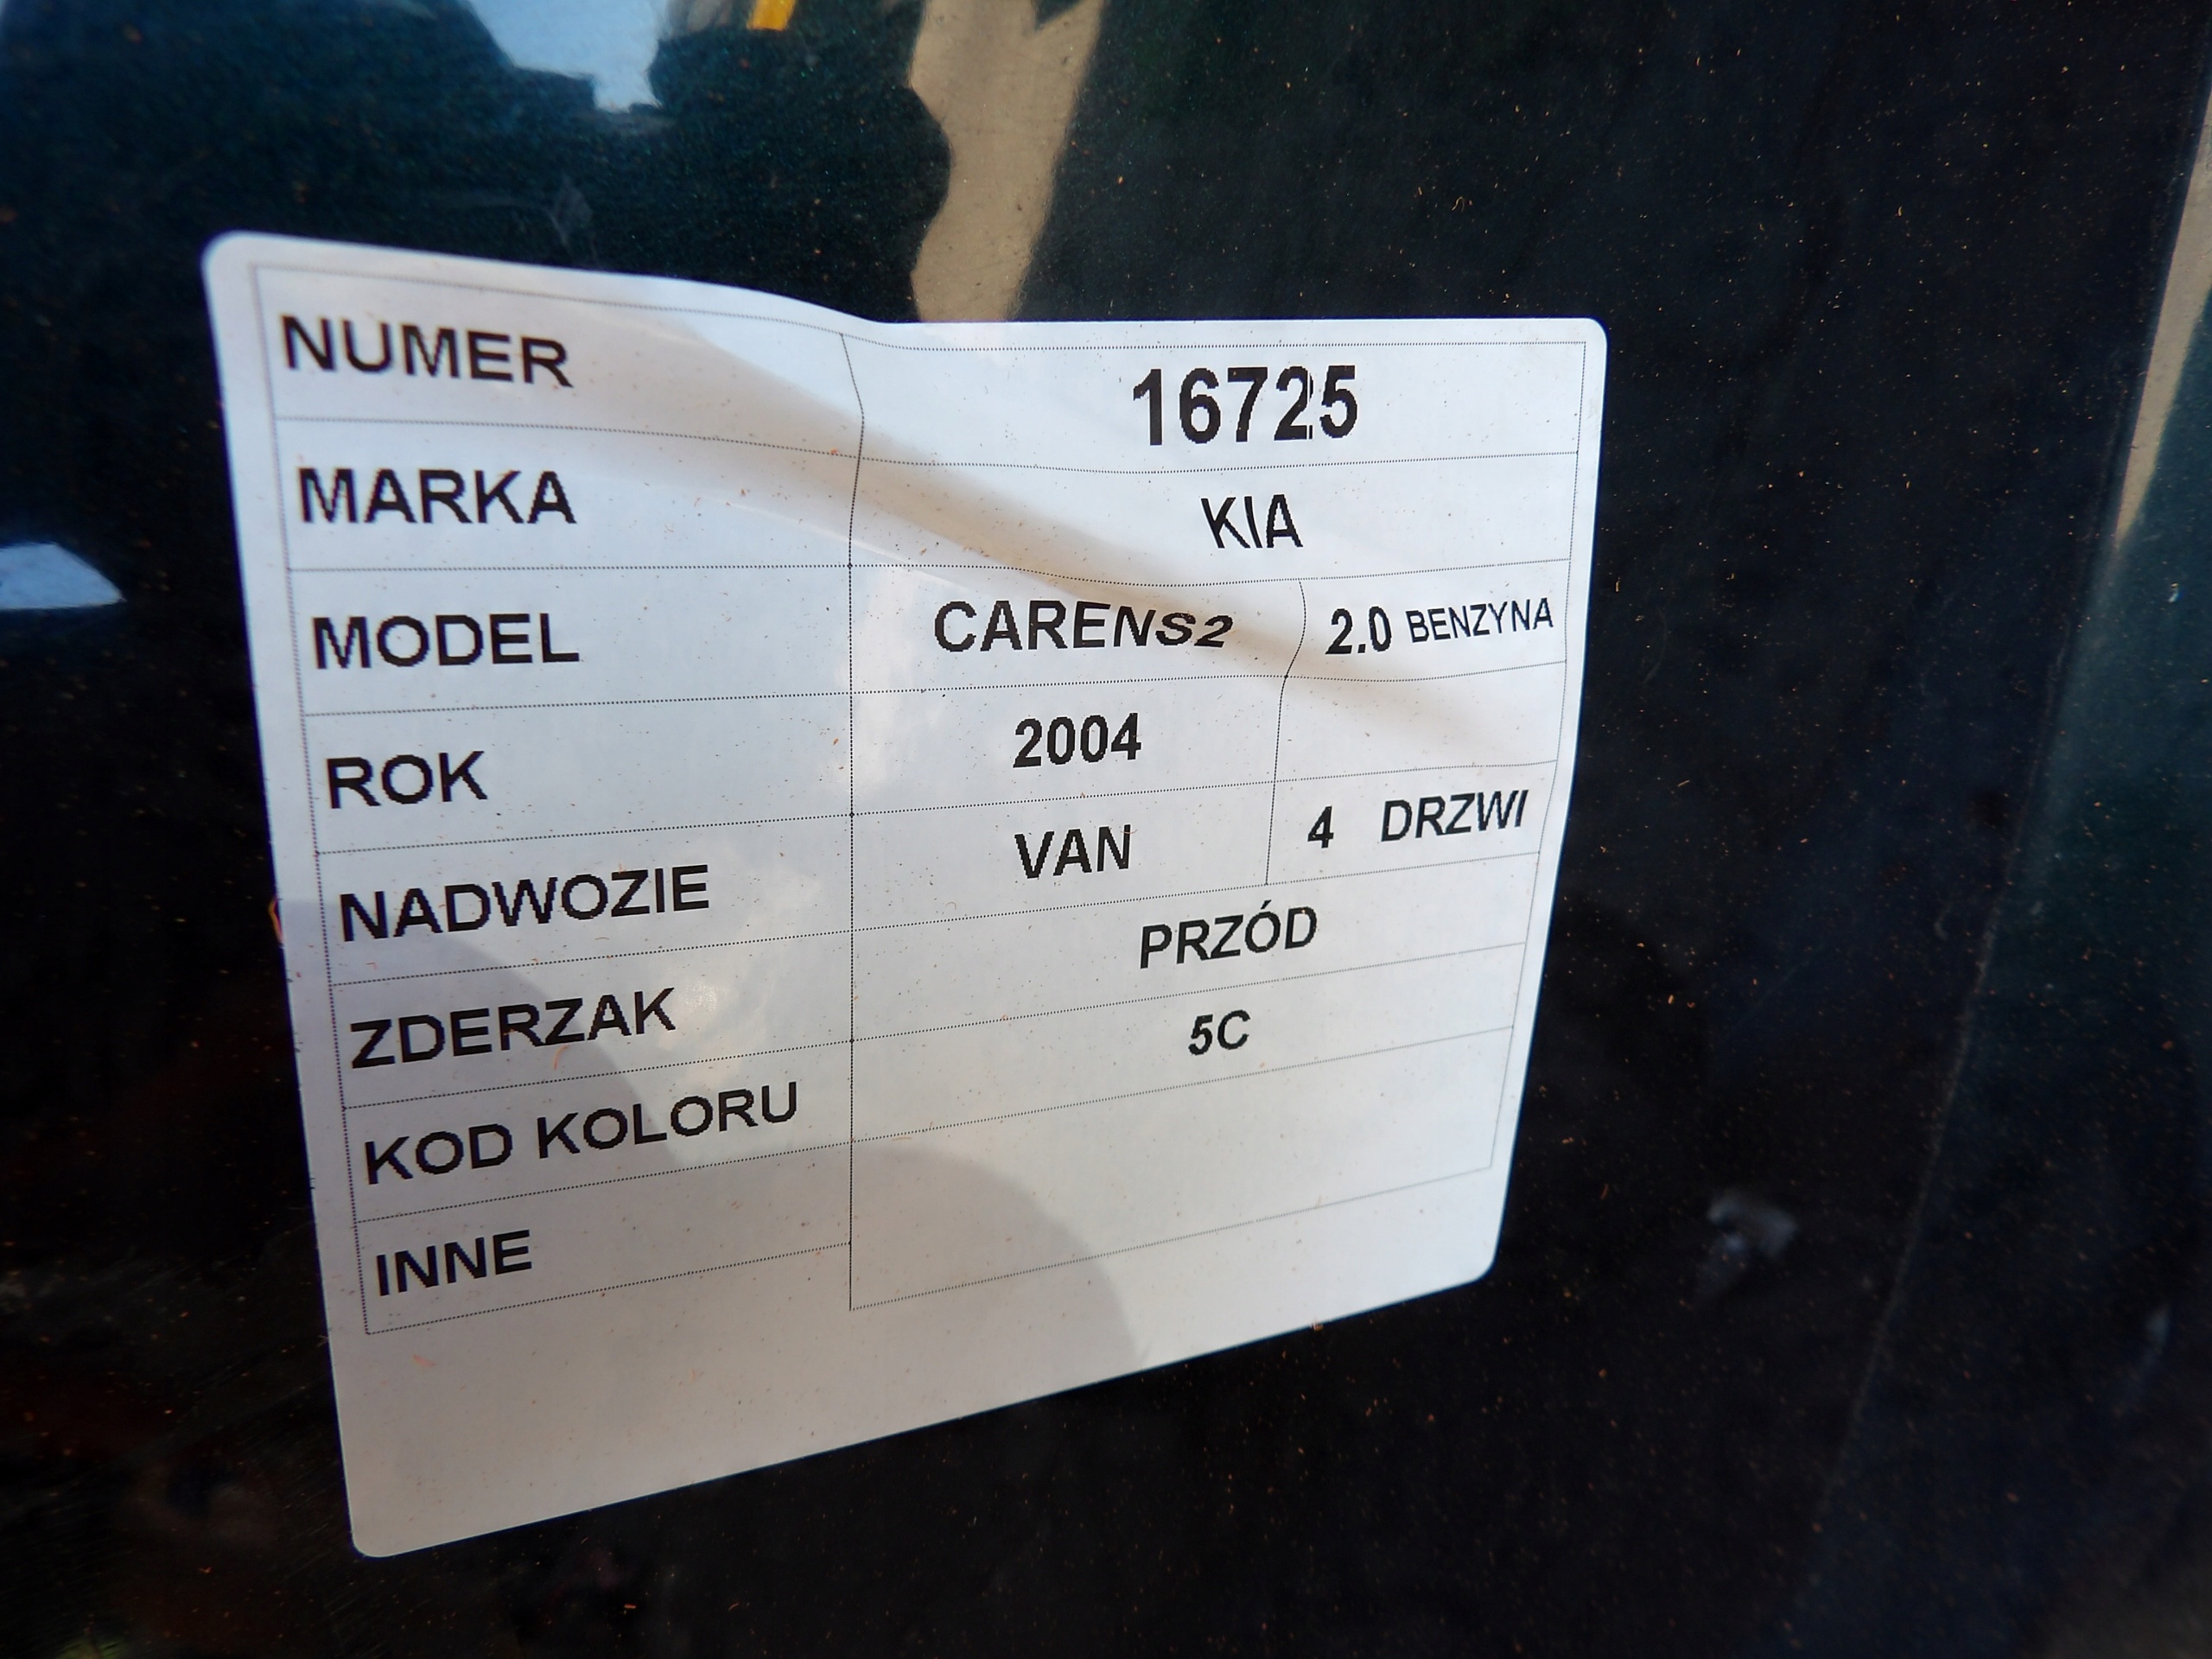 NUMER 16725
MARKA KIA
MODEL CARENS2 2.0 BENZYNA
ROK 2004
NADWOZIE VAN 4 DRZWI
ZDERZAK PRZÓD
KOD KOLORU 5C
INNE